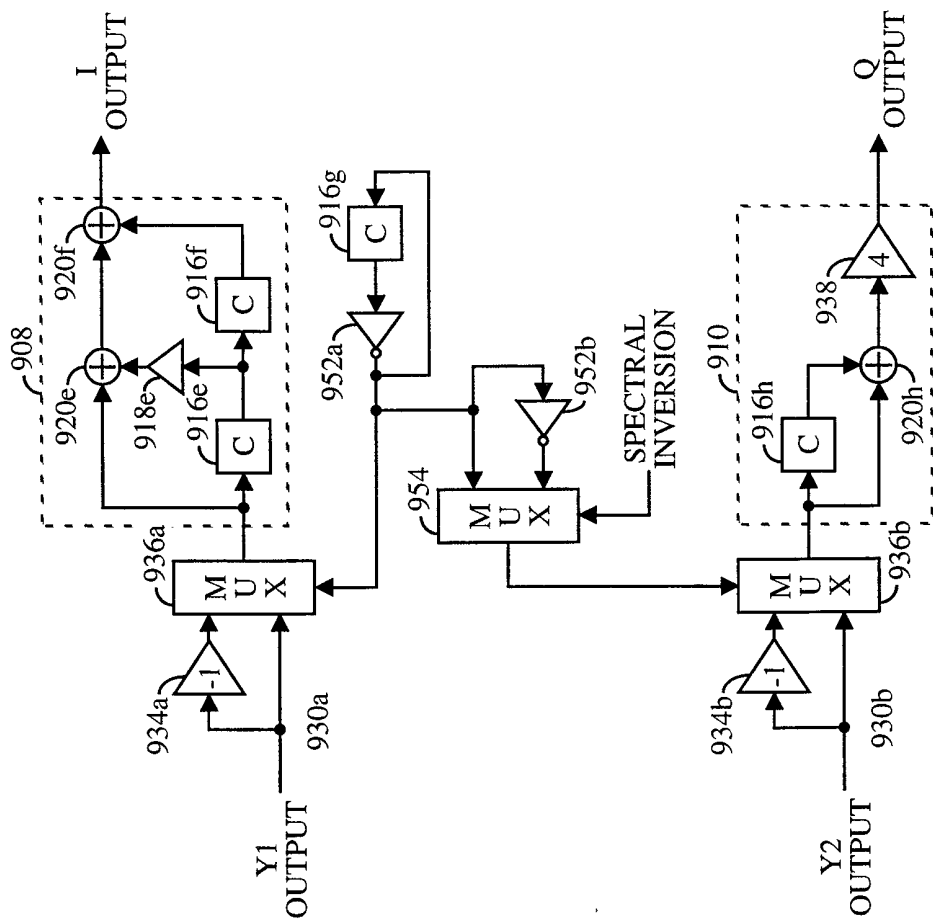 I
OUTPUT
908
920e
920f
918e
916e
C
916f
C
936a
M
U
X
934a
-1
930a
Y1
OUTPUT
916g
C
952a
952b
954
M
U
X
SPECTRAL
INVERSION
Q
OUTPUT
910
938
4
916h
C
920h
936b
M
U
X
934b
-1
930b
Y2
OUTPUT